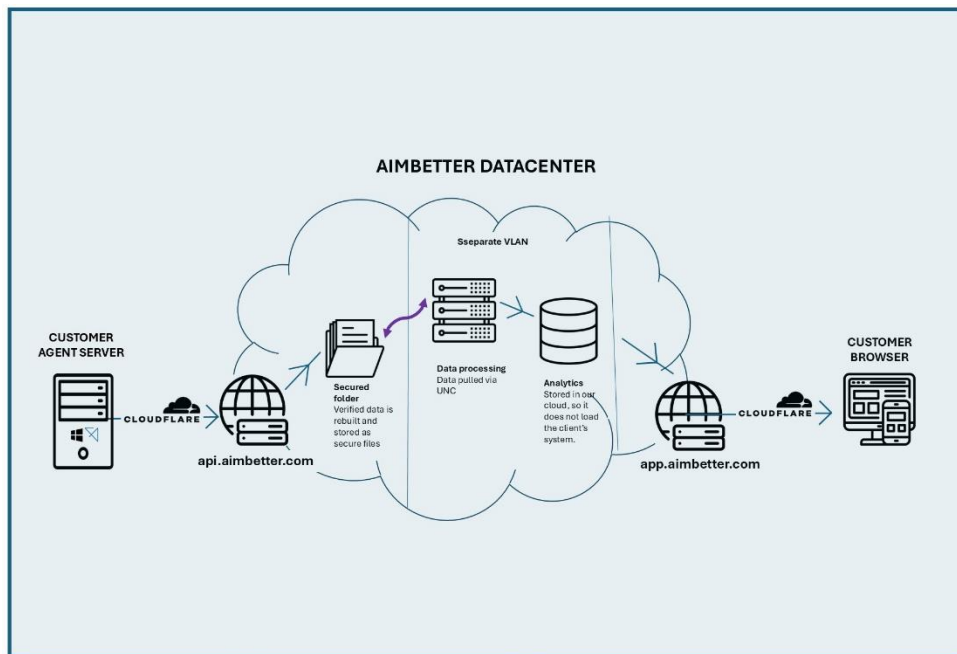 AIMBETTER DATACENTER
Sseparate VLAN
CUSTOMER
AGENT SERVER
CLOUDFLARE
api.aimbetter.com
Secured
folder
Verified data is
rebuilt and
stored as
secure files
Data processing
Data pulled via
UNC
Analytics
Stored in our
cloud, so it
does not load
the client's
system.
app.aimbetter.com
CLOUDFLARE
CUSTOMER
BROWSER